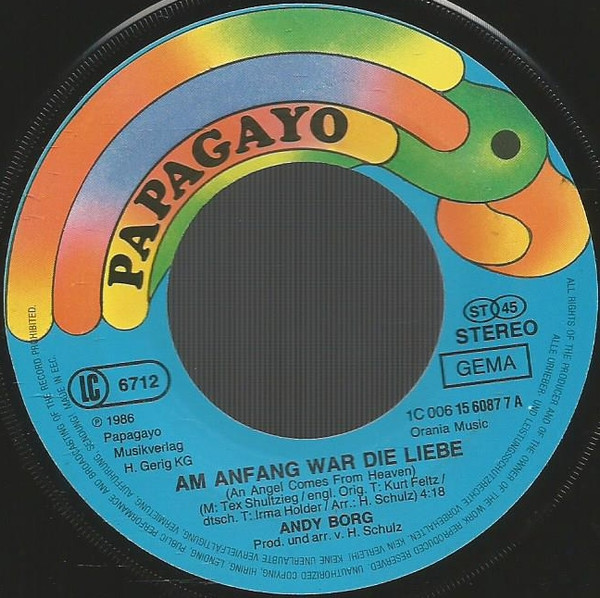 PAPAGAYO
ST 45
STEREO
GEMA
LC 6712
℗ 1986
Papagayo
Musikverlag
H. Gerig KG
1C 006 15 6087 7 A
Orania Music
AM ANFANG WAR DIE LIEBE
(An Angel Comes From Heaven)
(M: Tex Shultzieg / engl. Orig. T: Kurt Feltz /
dtsch. T: Irma Holder / Arr.: H. Schulz) 4:18
ANDY BORG
Prod. und arr. v. H. Schulz
ALL RIGHTS OF THE PRODUCER AND OF THE OWNER OF THE WORK REPRODUCED RESERVED. UNAUTHORIZED COPYING, HIRING, LENDING, PUBLIC PERFORMANCE AND BROADCASTING OF THE RECORD PROHIBITED.
ALLE URHEBER- UND LEISTUNGSSCHUTZRECHTE VORBEHALTEN. KEIN VERLEIH! KEINE UNERLAUBTE VERVIELFÄLTIGUNG, VERMIETUNG, AUFFÜHRUNG, SENDUNG! MADE IN EEC.